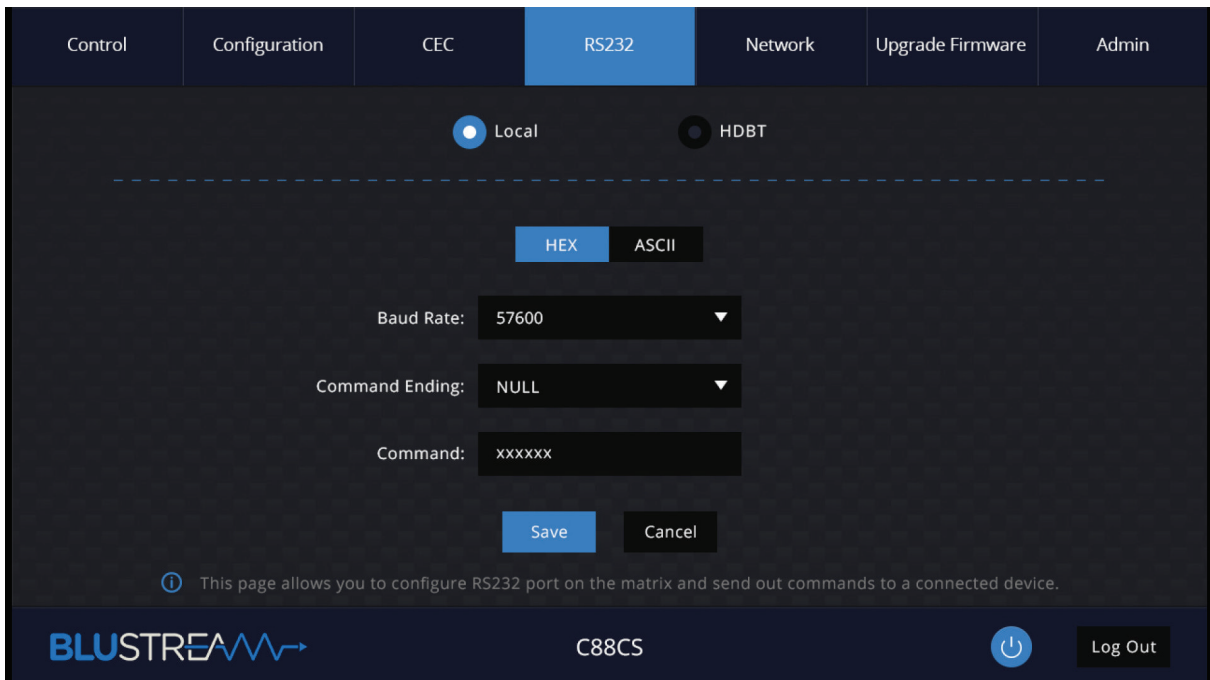 Control Configuration CEC RS232 Network Upgrade Firmware Admin
Local HDBT
HEX ASCII
Baud Rate: 57600
Command Ending: NULL
Command: xxxxxx
Save Cancel
This page allows you to configure RS232 port on the matrix and send out commands to a connected device.
BLUSTREAM C88CS Log Out